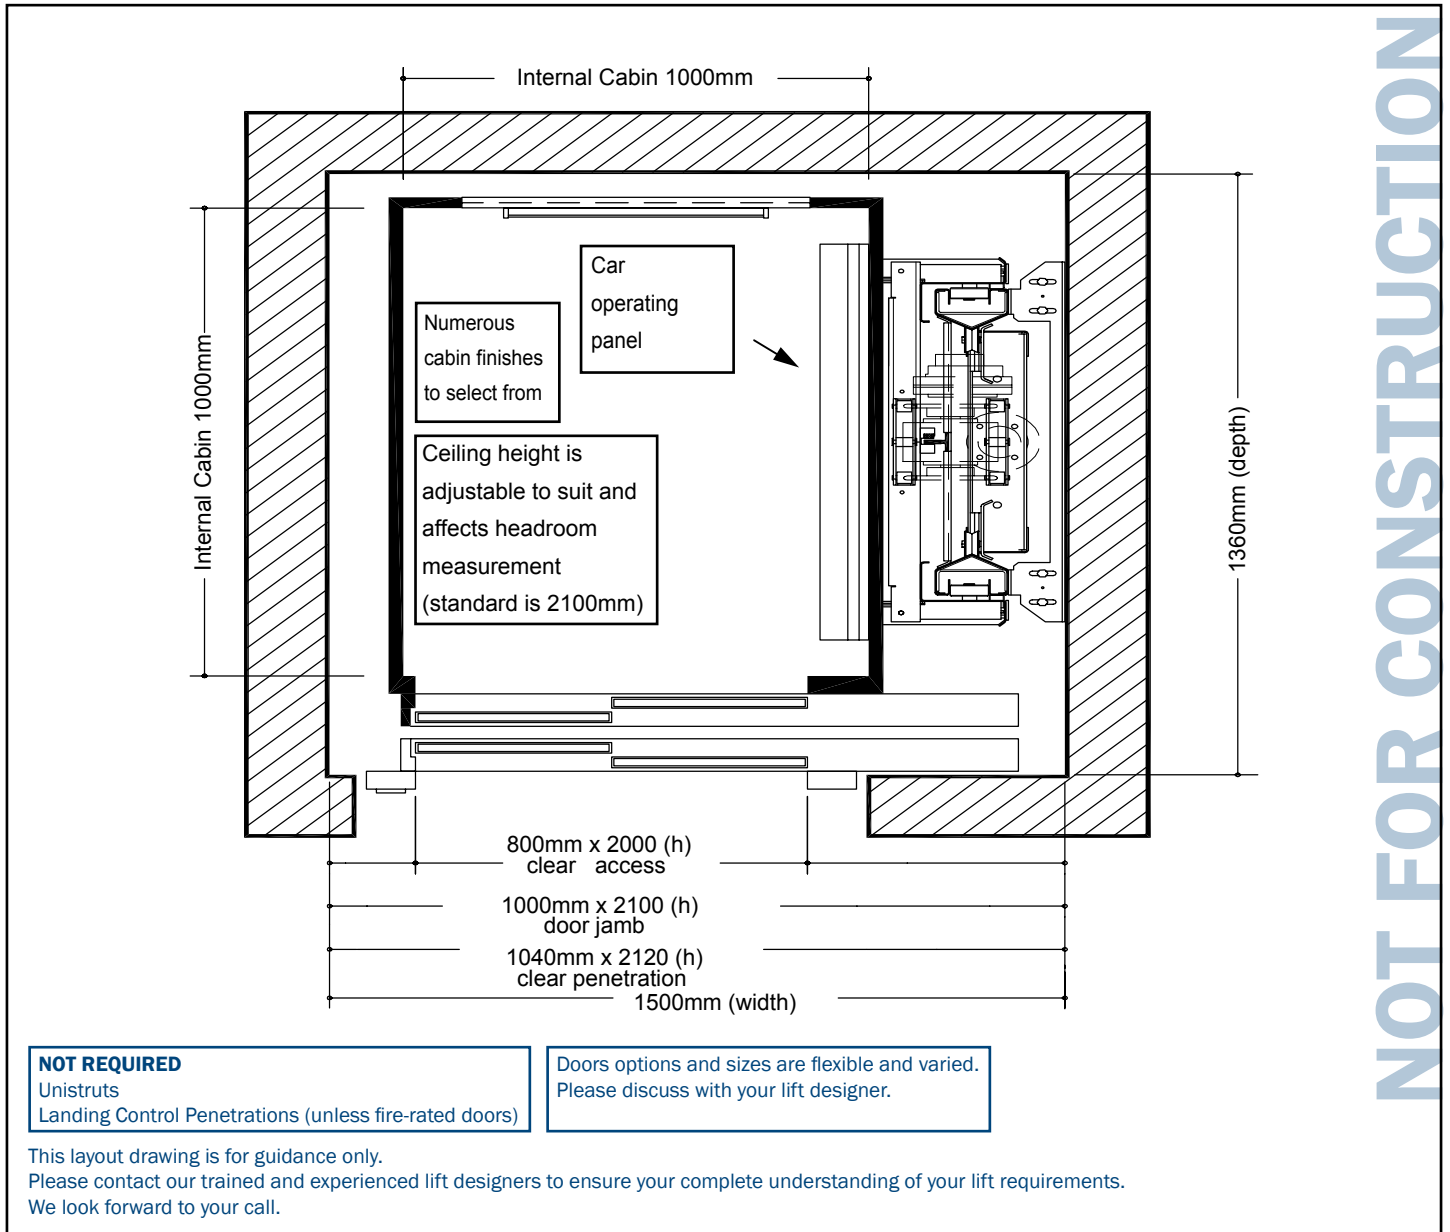 Internal Cabin 1000mm
Internal Cabin 1000mm
Car
operating
panel
Numerous
cabin finishes
to select from
Ceiling height is
adjustable to suit and
affects headroom
measurement
(standard is 2100mm)
1360mm (depth)
800mm x 2000 (h)
clear access
1000mm x 2100 (h)
door jamb
1040mm x 2120 (h)
clear penetration
1500mm (width)
NOT FOR CONSTRUCTION
NOT REQUIRED
Unistruts
Landing Control Penetrations (unless fire-rated doors)
Doors options and sizes are flexible and varied.
Please discuss with your lift designer.
This layout drawing is for guidance only.
Please contact our trained and experienced lift designers to ensure your complete understanding of your lift requirements.
We look forward to your call.